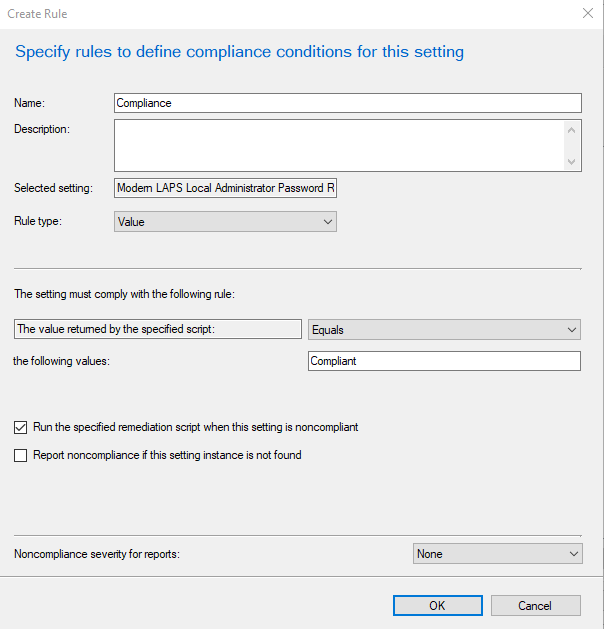 Create Rule
Specify rules to define compliance conditions for this setting
Name: Compliance
Description:
Selected setting: Modern LAPS Local Administrator Password R
Rule type: Value
The setting must comply with the following rule:
The value returned by the specified script: Equals
the following values: Compliant
Run the specified remediation script when this setting is noncompliant
Report noncompliance if this setting instance is not found
Noncompliance severity for reports: None
OK Cancel